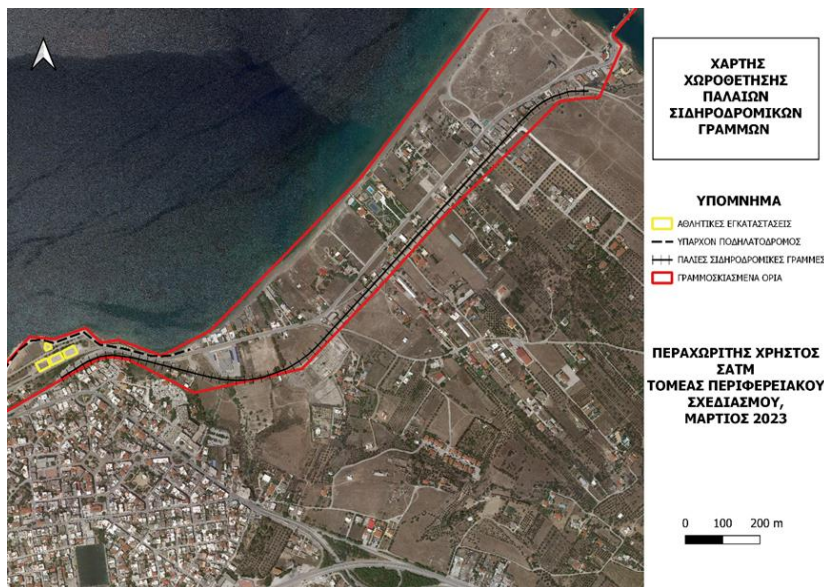 ΧΑΡΤΗΣ
ΧΩΡΟΘΕΤΗΣΗΣ
ΠΑΛΑΙΩΝ
ΣΙΔΗΡΟΔΡΟΜΙΚΩΝ
ΓΡΑΜΜΩΝ
ΥΠΟΜΝΗΜΑ
ΑΘΛΗΤΙΚΕΣ ΕΓΚΑΤΑΣΤΑΣΕΙΣ
ΥΠΑΡΧΟΝ ΠΟΔΗΛΑΤΟΔΡΟΜΟΣ
ΠΑΛΙΕΣ ΣΙΔΗΡΟΔΡΟΜΙΚΕΣ ΓΡΑΜΜΕΣ
ΓΡΑΜΜΟΣΚΙΑΣΜΕΝΑ ΟΡΙΑ
ΠΕΡΑΧΩΡΙΤΗΣ ΧΡΗΣΤΟΣ
ΣΑΤΜ
ΤΟΜΕΑΣ ΠΕΡΙΦΕΡΕΙΑΚΟΥ
ΣΧΕΔΙΑΣΜΟΥ,
ΜΑΡΤΙΟΣ 2023
0 100 200 m